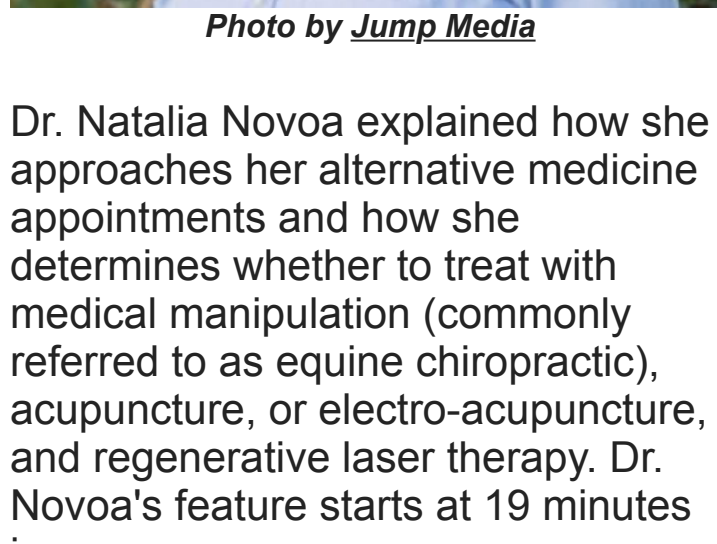 Photo by Jump Media
Dr. Natalia Novoa explained how she
approaches her alternative medicine
appointments and how she
determines whether to treat with
medical manipulation (commonly
referred to as equine chiropractic),
acupuncture, or electro-acupuncture,
and regenerative laser therapy. Dr.
Novoa's feature starts at 19 minutes